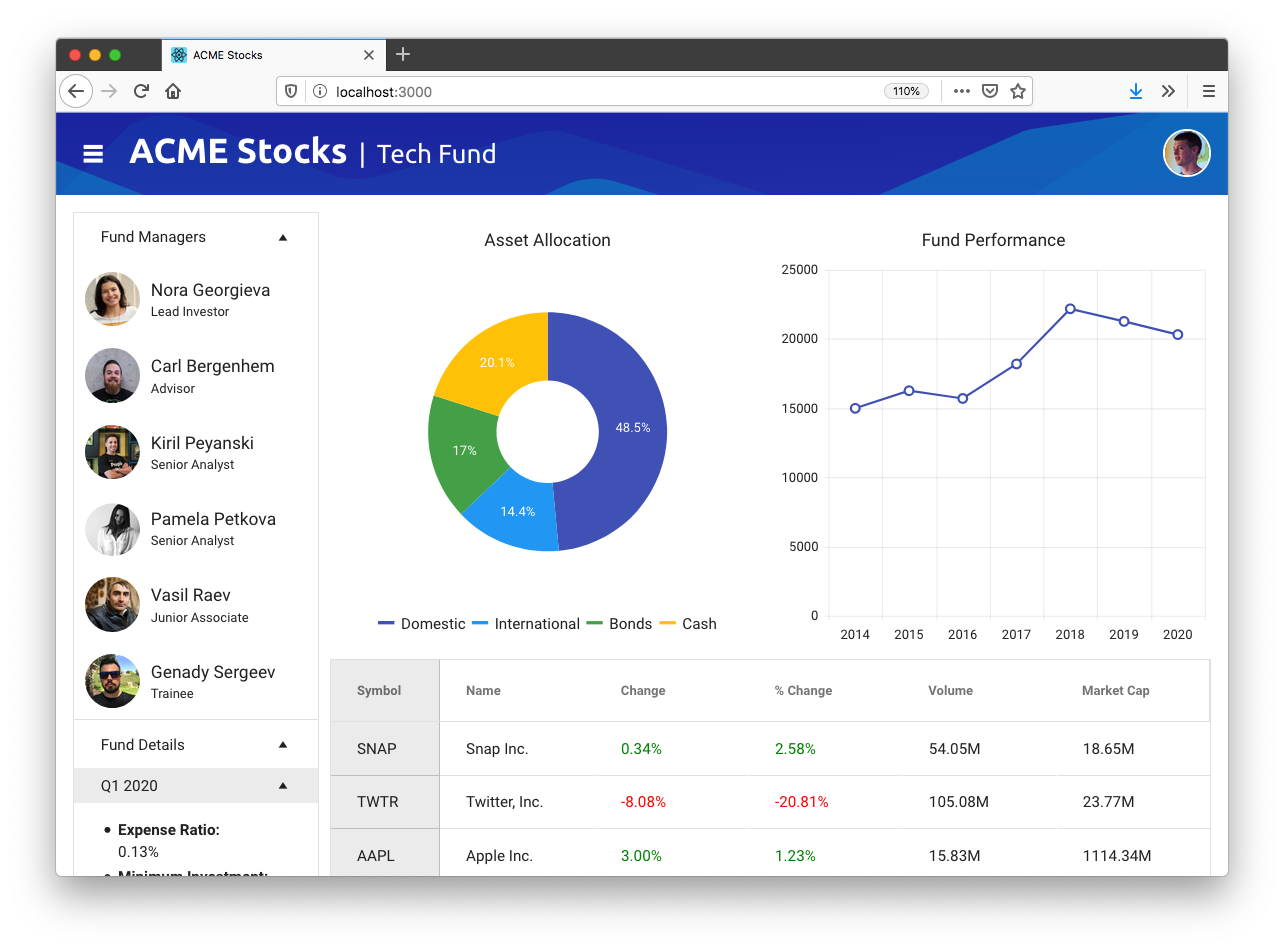 ACME Stocks
localhost:3000
110%
ACME Stocks | Tech Fund
Fund Managers
Nora Georgieva
Lead Investor
Carl Bergenhem
Advisor
Kiril Peyanski
Senior Analyst
Pamela Petkova
Senior Analyst
Vasil Raev
Junior Associate
Genady Sergeev
Trainee
Fund Details
Q1 2020
Expense Ratio:
0.13%
Minimum Investment:
Asset Allocation
20.1%
48.5%
17%
14.4%
Domestic International Bonds Cash
Fund Performance
25000
20000
15000
10000
5000
0
2014 2015 2016 2017 2018 2019 2020
Symbol Name Change % Change Volume Market Cap
SNAP Snap Inc. 0.34% 2.58% 54.05M 18.65M
TWTR Twitter, Inc. -8.08% -20.81% 105.08M 23.77M
AAPL Apple Inc. 3.00% 1.23% 15.83M 1114.34M